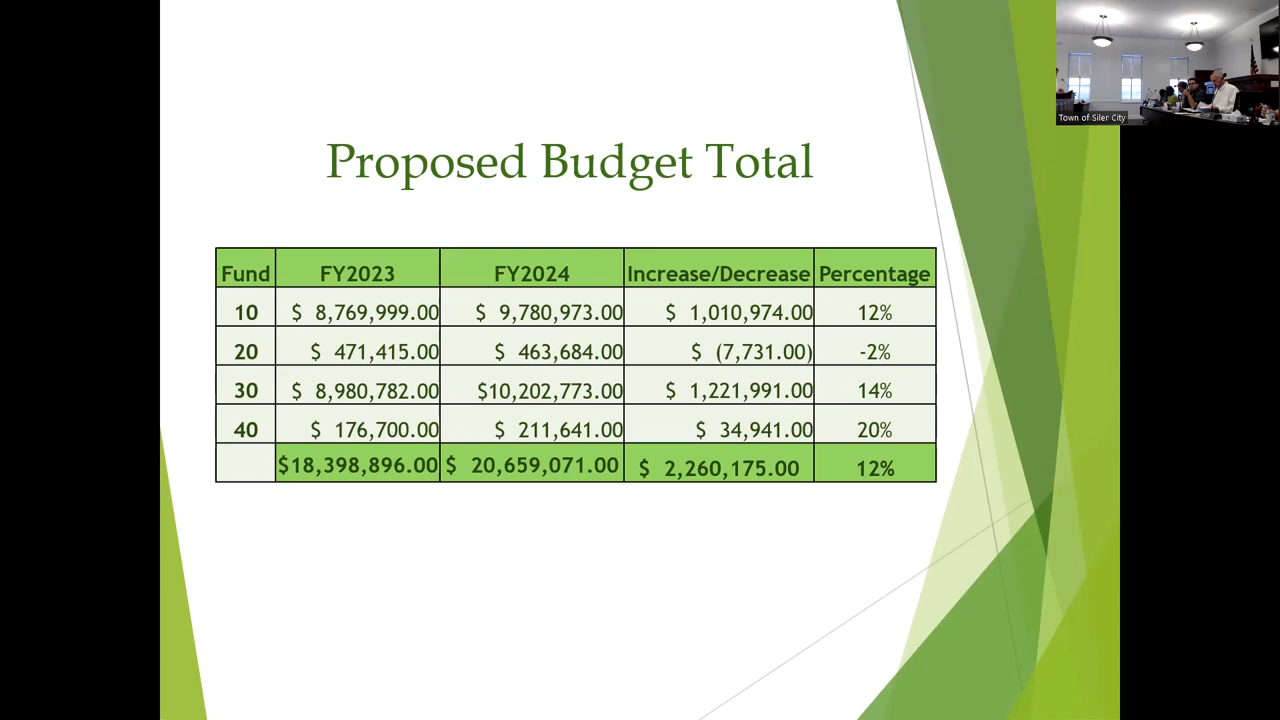 Town of Siler City
Proposed Budget Total
Fund FY2023 FY2024 Increase/Decrease Percentage
10 $ 8,769,999.00 $ 9,780,973.00 $ 1,010,974.00 12%
20 $ 471,415.00 $ 463,684.00 $ (7,731.00) -2%
30 $ 8,980,782.00 $10,202,773.00 $ 1,221,991.00 14%
40 $ 176,700.00 $ 211,641.00 $ 34,941.00 20%
$18,398,896.00 $ 20,659,071.00 $ 2,260,175.00 12%